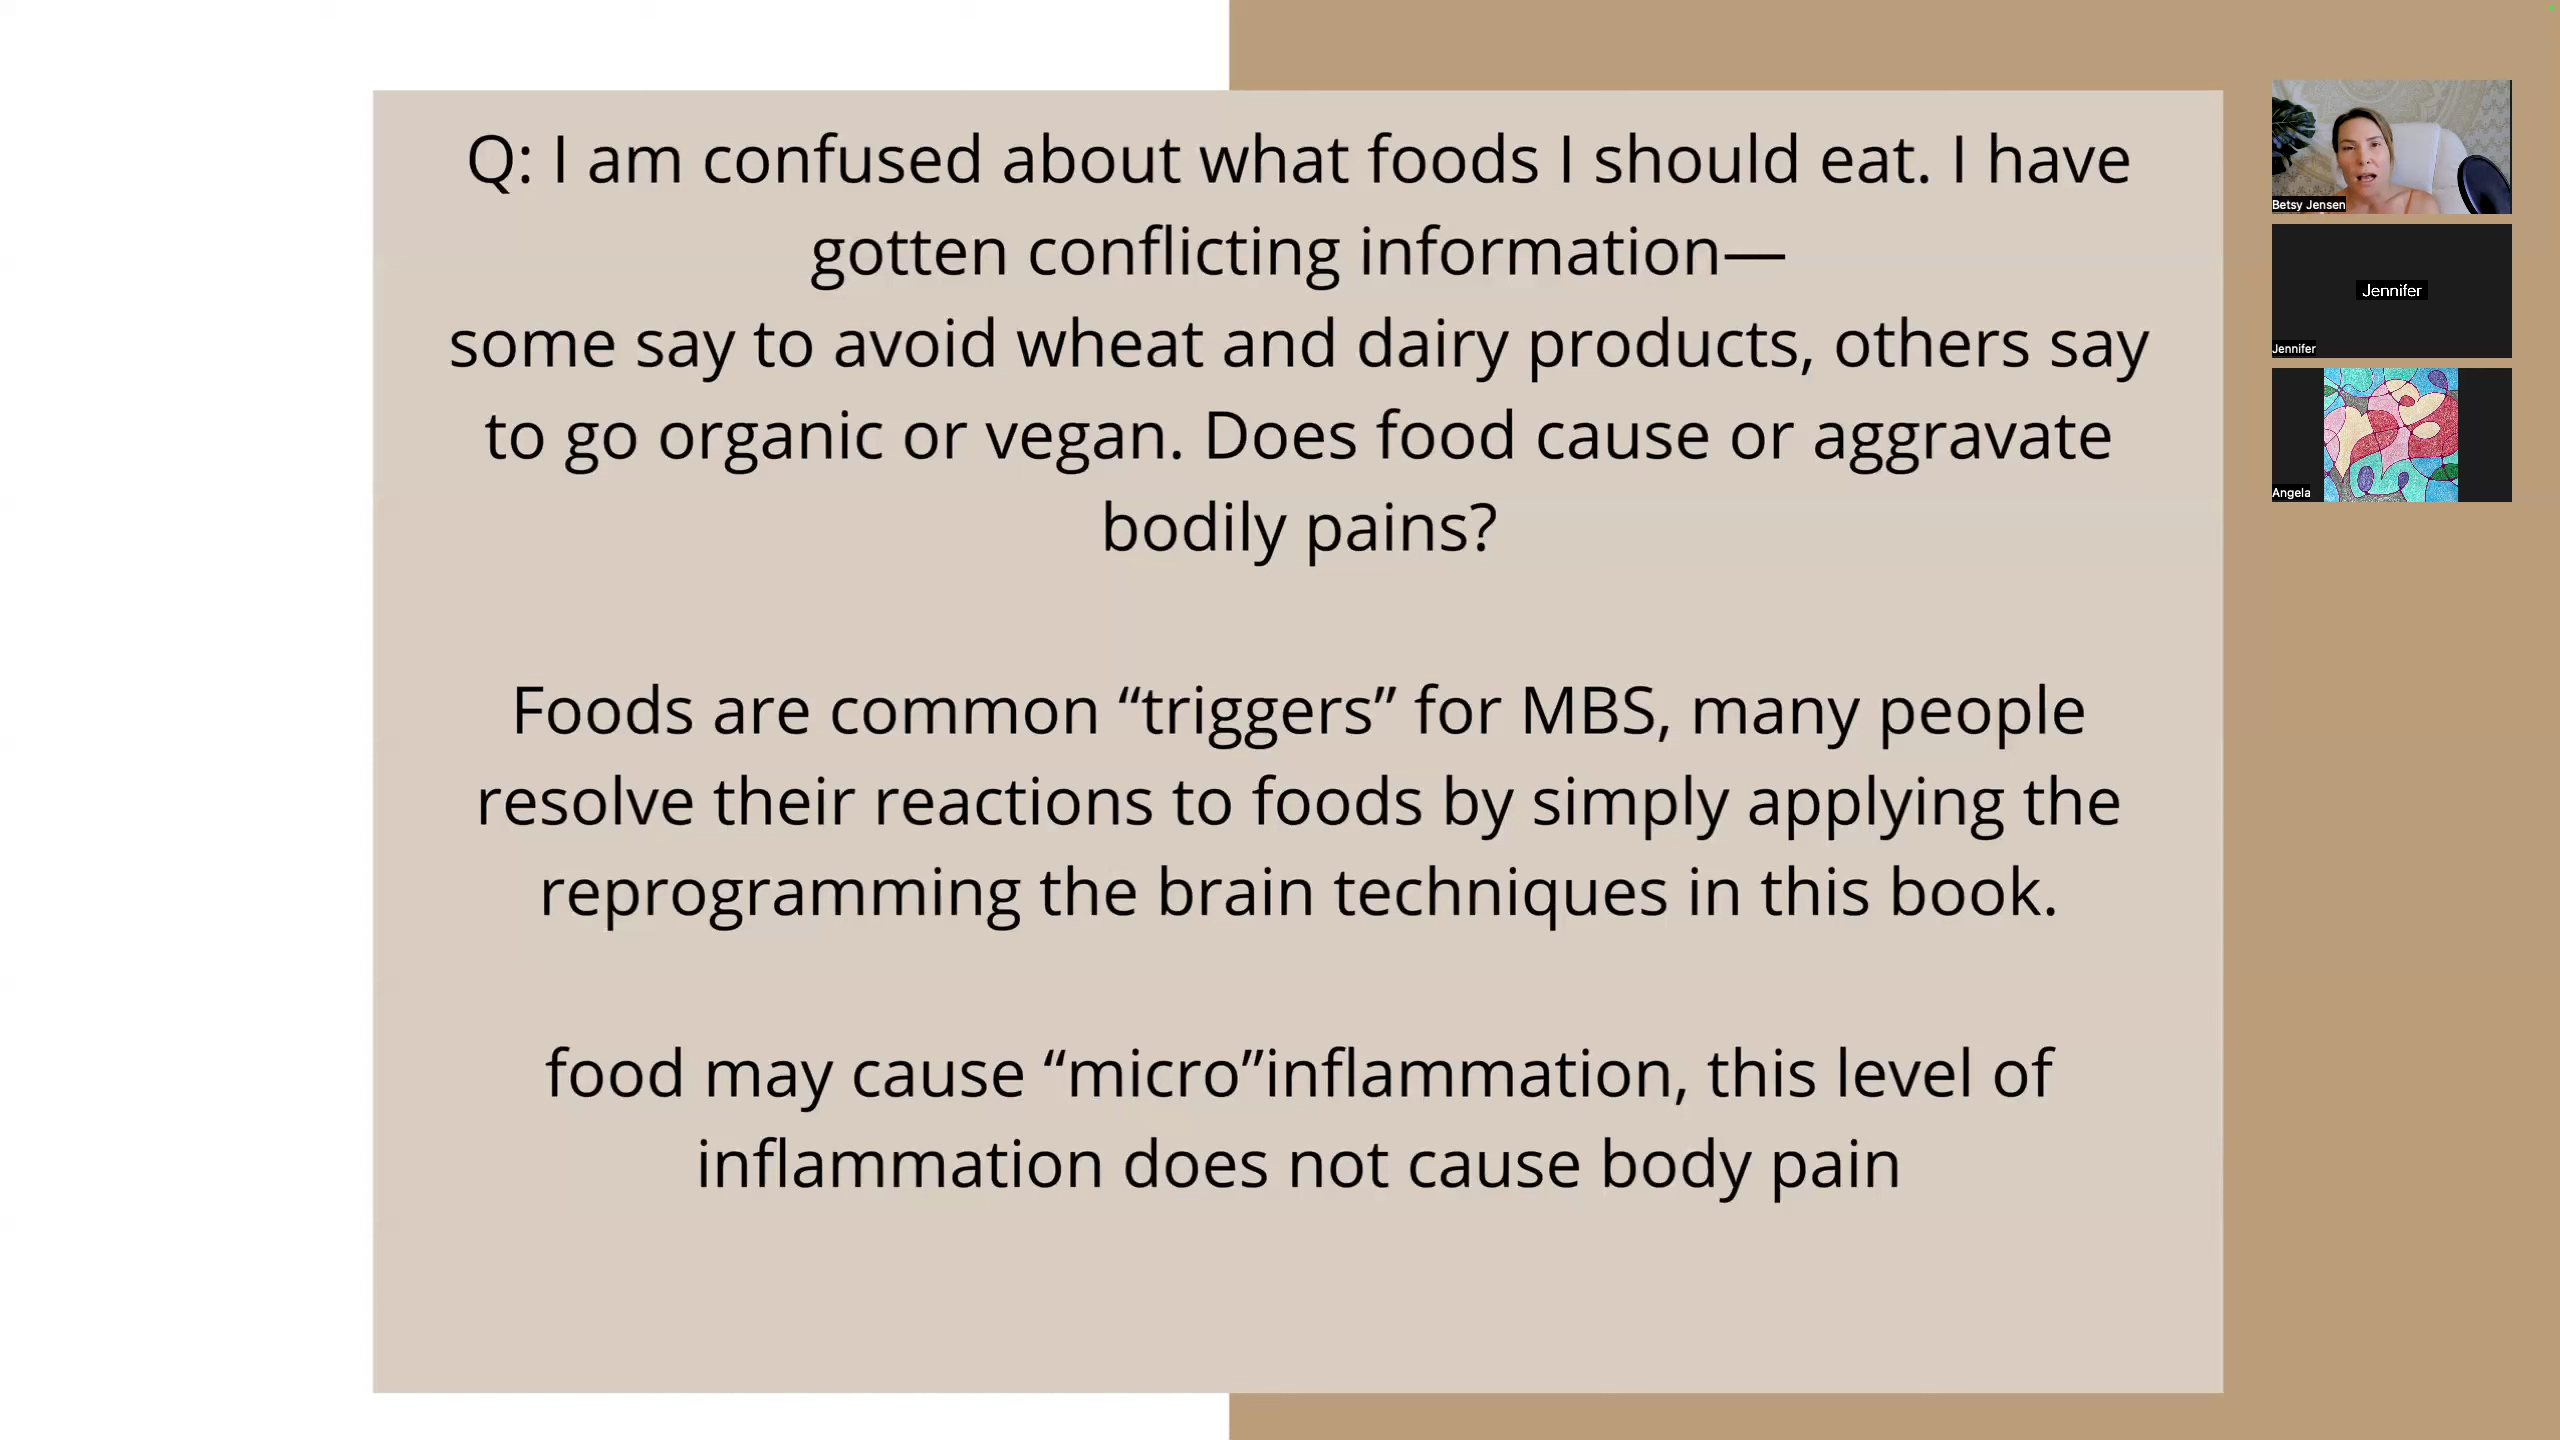 Q: I am confused about what foods I should eat. I have
gotten conflicting information—
some say to avoid wheat and dairy products, others say
to go organic or vegan. Does food cause or aggravate
bodily pains?
Foods are common “triggers” for MBS, many people
resolve their reactions to foods by simply applying the
reprogramming the brain techniques in this book.
food may cause “micro”inflammation, this level of
inflammation does not cause body pain
Betsy Jensen
Jennifer
Jennifer
Angela